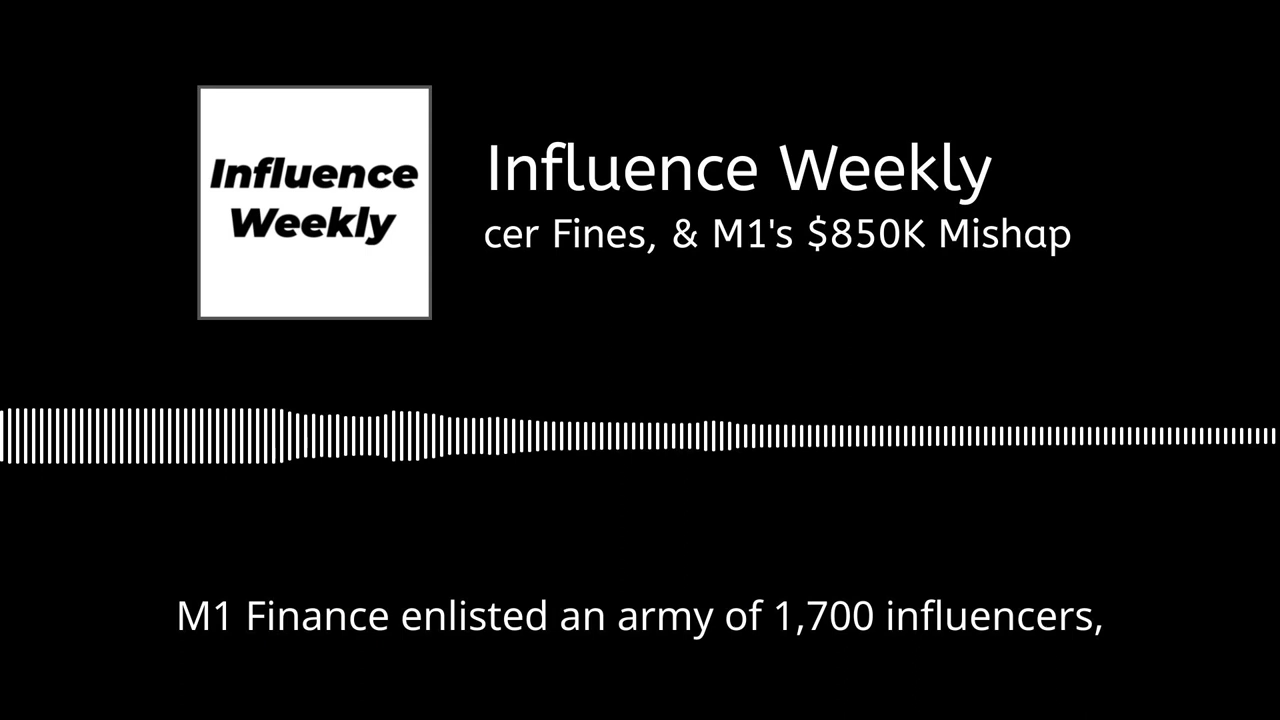 Influence
Weekly
Influence Weekly
cer Fines, & M1's $850K Mishap
M1 Finance enlisted an army of 1,700 influencers,